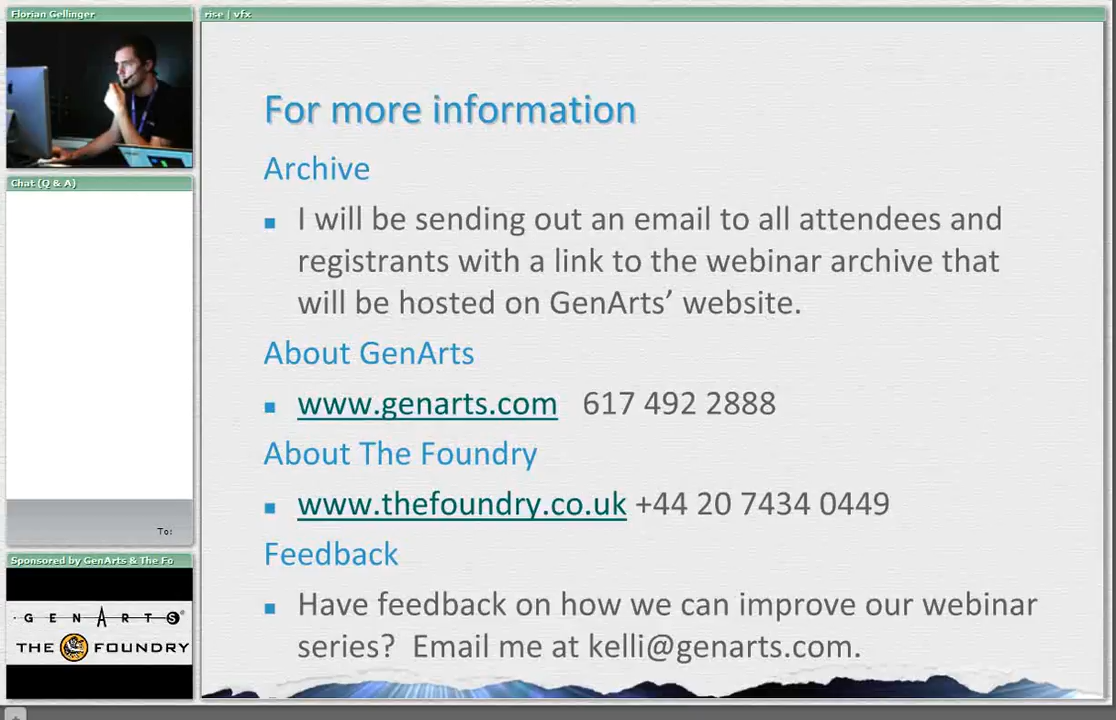 Florian Gellinger
rise | vfx
For more information
Archive
I will be sending out an email to all attendees and
registrants with a link to the webinar archive that
will be hosted on GenArts’ website.
About GenArts
www.genarts.com 617 492 2888
About The Foundry
www.thefoundry.co.uk +44 20 7434 0449
Feedback
Have feedback on how we can improve our webinar
series? Email me at kelli@genarts.com.
Chat (Q & A)
To:
Sponsored by GenArts & The Fo
GENARTS
THE FOUNDRY